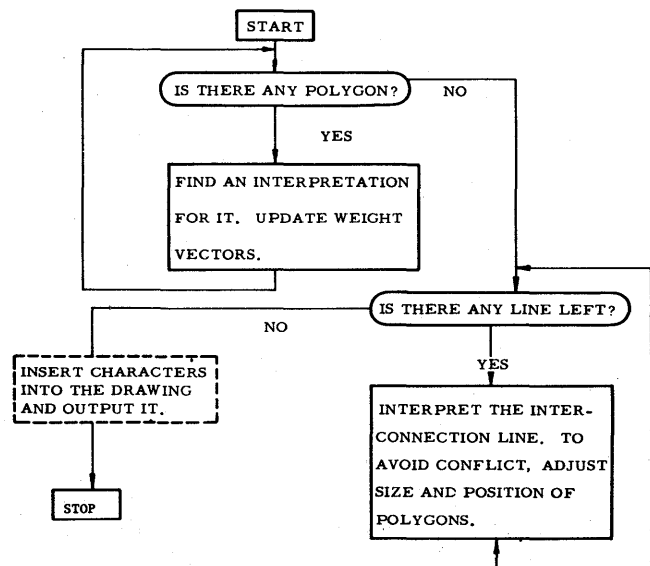 START
IS THERE ANY POLYGON?
NO
YES
FIND AN INTERPRETATION
FOR IT. UPDATE WEIGHT
VECTORS.
IS THERE ANY LINE LEFT?
NO
YES
INSERT CHARACTERS
INTO THE DRAWING
AND OUTPUT IT.
INTERPRET THE INTER-
CONNECTION LINE. TO
AVOID CONFLICT, ADJUST
SIZE AND POSITION OF
POLYGONS.
STOP